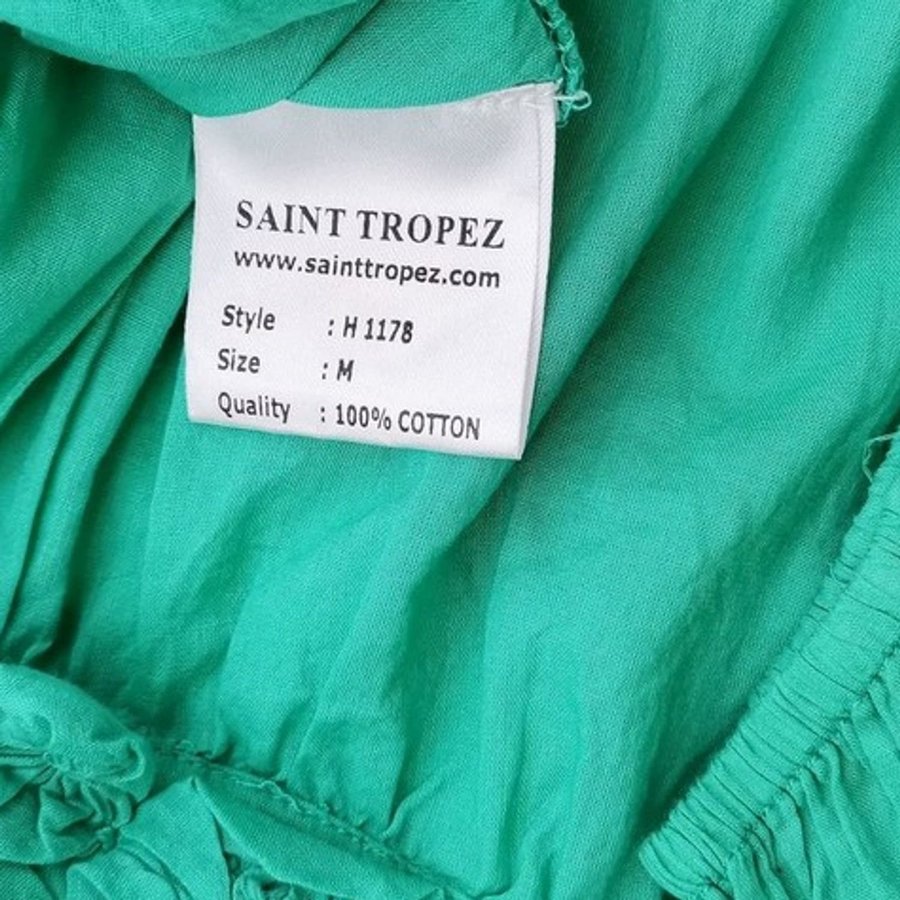 SAINT TROPEZ
www.sainttropez.com
Style : H 1178
Size : M
Quality : 100% COTTON